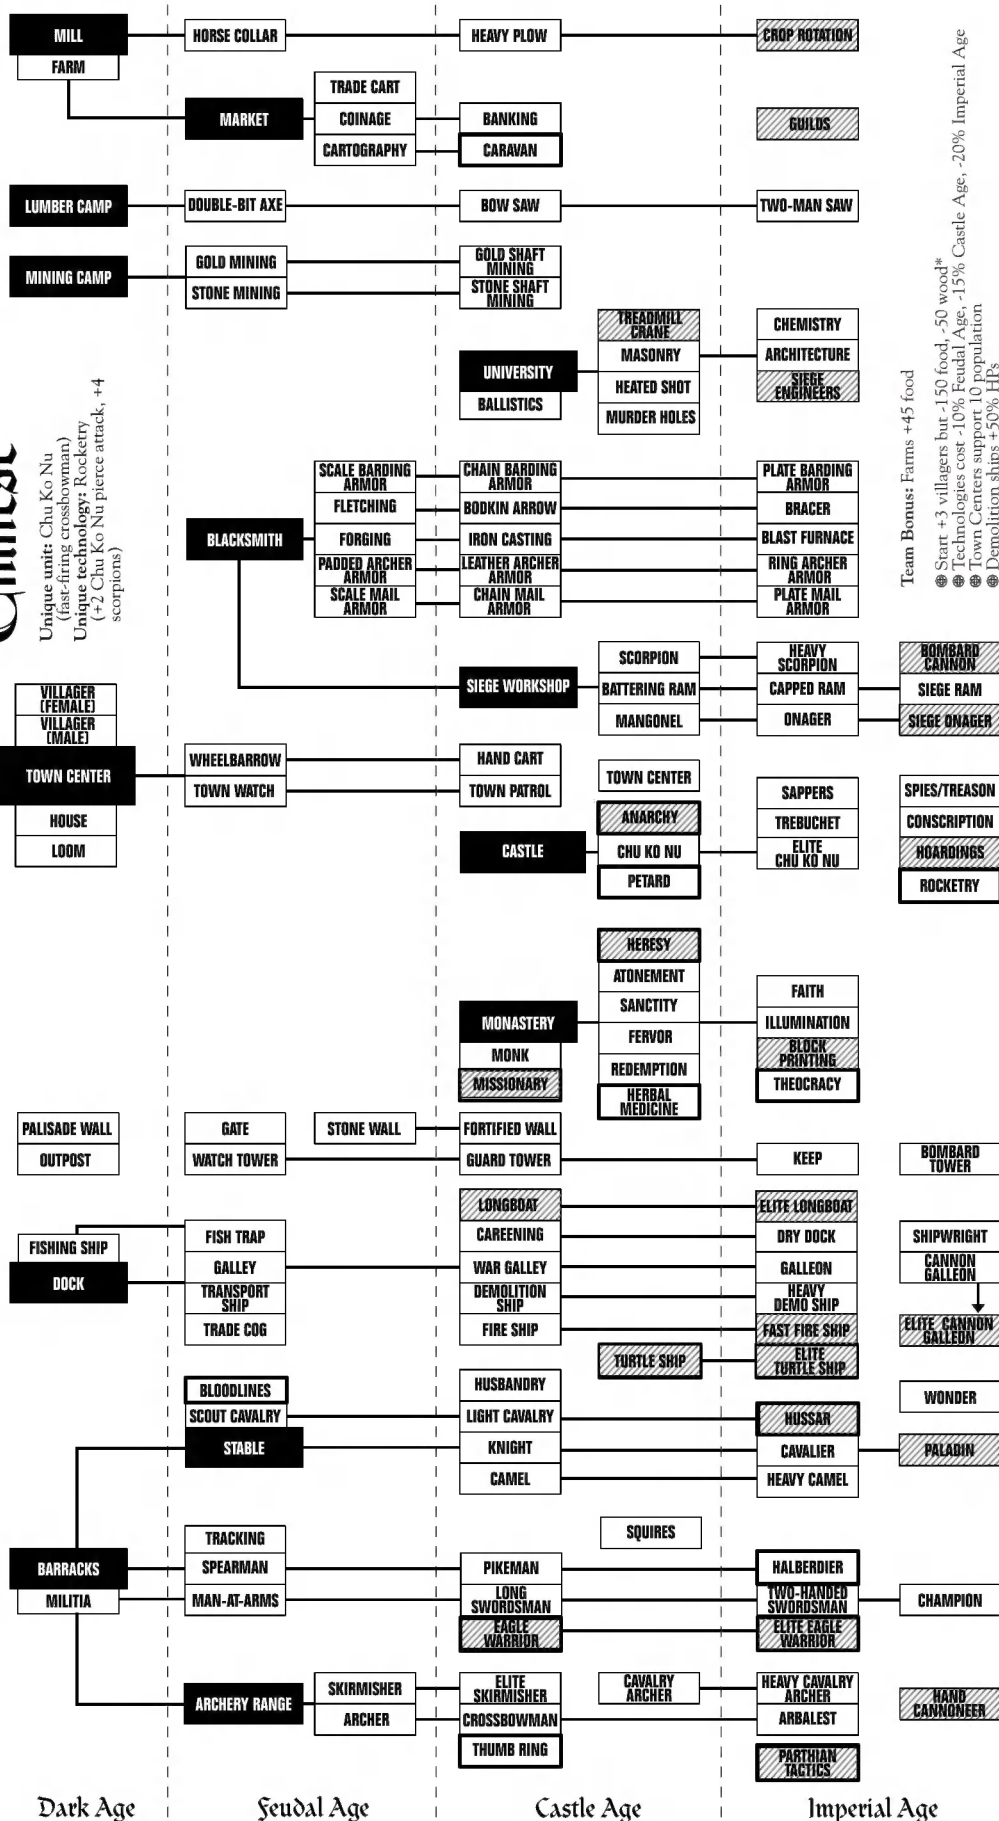 MILL
HORSE COLLAR
HEAVY PLOW
CROP ROTATION
FARM
TRADE CART
MARKET
COINAGE
BANKING
GUILDS
CARTOGRAPHY
CARAVAN
LUMBER CAMP
DOUBLE-BIT AXE
BOW SAW
TWO-MAN SAW
MINING CAMP
GOLD MINING
GOLD SHAFT
MINING
STONE MINING
STONE SHAFT
MINING
TREADMILL
CRANE
CHEMISTRY
UNIVERSITY
MASONRY
ARCHITECTURE
BALLISTICS
HEATED SHOT
SIEGE
ENGINEERS
MURDER HOLES
Chinese
Unique unit: Chu Ko Nu
(fast-firing crossbowman)
Unique technology: Rocketry
(+2 Chu Ko Nu pierce attack, +4
scorpions)
Team Bonus: Farms +45 food
Start +3 villagers but -150 food, -50 wood*
Technologies cost -10% Feudal Age, -15% Castle Age, -20% Imperial Age
Town Centers support 10 population
Demolition ships +50% HPs
BLACKSMITH
SCALE BARDING
ARMOR
CHAIN BARDING
ARMOR
PLATE BARDING
ARMOR
FLETCHING
BODKIN ARROW
BRACER
FORGING
IRON CASTING
BLAST FURNACE
PADDED ARCHER
ARMOR
LEATHER ARCHER
ARMOR
RING ARCHER
ARMOR
SCALE MAIL
ARMOR
CHAIN MAIL
ARMOR
PLATE MAIL
ARMOR
SIEGE WORKSHOP
SCORPION
HEAVY
SCORPION
BOMBARD
CANNON
BATTERING RAM
CAPPED RAM
SIEGE RAM
MANGONEL
ONAGER
SIEGE ONAGER
VILLAGER
(FEMALE)
VILLAGER
(MALE)
TOWN CENTER
WHEELBARROW
HAND CART
TOWN CENTER
HOUSE
TOWN WATCH
TOWN PATROL
LOOM
CASTLE
ANARCHY
CHU KO NU
PETARD
SAPPERS
TREBUCHET
ELITE
CHU KO NU
SPIES/TREASON
CONSCRIPTION
HOARDINGS
ROCKETRY
MONASTERY
MONK
MISSIONARY
HERESY
ATONEMENT
SANCTITY
FERVOR
REDEMPTION
HERBAL
MEDICINE
FAITH
ILLUMINATION
BLOCK
PRINTING
THEOCRACY
PALISADE WALL
GATE
STONE WALL
FORTIFIED WALL
OUTPOST
WATCH TOWER
GUARD TOWER
KEEP
BOMBARD
TOWER
LONGBOAT
ELITE LONGBOAT
FISHING SHIP
FISH TRAP
CAREENING
DRY DOCK
SHIPWRIGHT
DOCK
GALLEY
WAR GALLEY
GALLEON
CANNON
GALLEON
TRANSPORT
SHIP
DEMOLITION
SHIP
HEAVY
DEMO SHIP
TRADE COG
FIRE SHIP
FAST FIRE SHIP
ELITE CANNON
GALLEON
TURTLE SHIP
ELITE
TURTLE SHIP
BLOODLINES
HUSBANDRY
WONDER
SCOUT CAVALRY
LIGHT CAVALRY
HUSSAR
STABLE
KNIGHT
CAVALIER
PALADIN
CAMEL
HEAVY CAMEL
SQUIRES
TRACKING
BARRACKS
SPEARMAN
PIKEMAN
HALBERDIER
MILITIA
MAN-AT-ARMS
LONG
SWORDSMAN
TWO-HANDED
SWORDSMAN
CHAMPION
EAGLE
WARRIOR
ELITE EAGLE
WARRIOR
ARCHERY RANGE
SKIRMISHER
ELITE
SKIRMISHER
CAVALRY
ARCHER
HEAVY CAVALRY
ARCHER
HAND
CANNONEER
ARCHER
CROSSBOWMAN
ARBALEST
THUMB RING
PARTHIAN
TACTICS
Dark Age
Feudal Age
Castle Age
Imperial Age